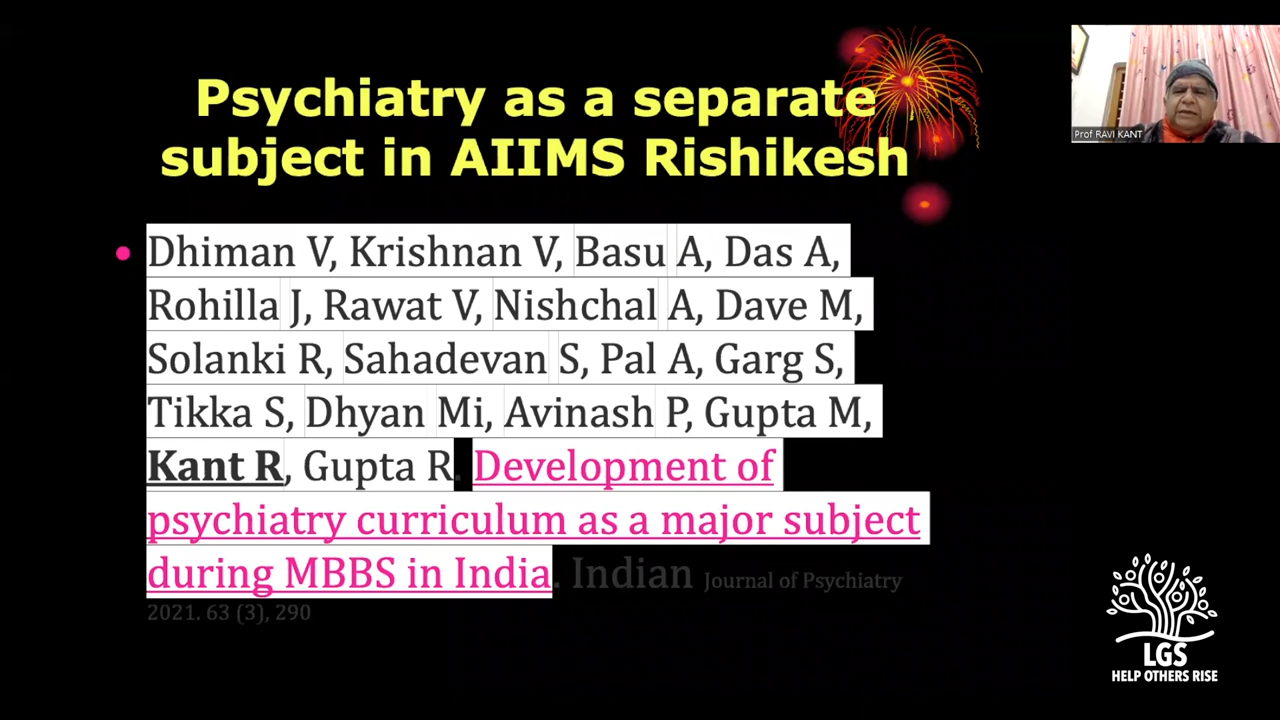 Psychiatry as a separate
subject in AIIMS Rishikesh
Prof RAVI KANT
• Dhiman V, Krishnan V, Basu A, Das A,
Rohilla J, Rawat V, Nishchal A, Dave M,
Solanki R, Sahadevan S, Pal A, Garg S,
Tikka S, Dhyan Mi, Avinash P, Gupta M,
Kant R, Gupta R. Development of
psychiatry curriculum as a major subject
during MBBS in India. Indian Journal of Psychiatry
2021. 63 (3), 290
LGS
HELP OTHERS RISE